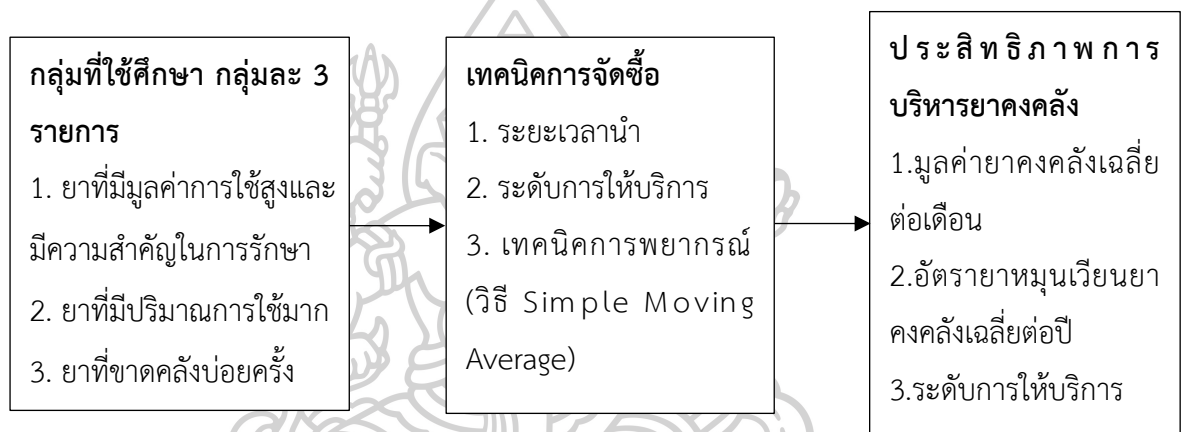 กลุ่มที่ใช้ศึกษา กลุ่มละ 3
รายการ
1. ยาที่มีมูลค่าการใช้สูงและ
มีความสำคัญในการรักษา
2. ยาที่มีปริมาณการใช้มาก
3. ยาที่ขาดคลังบ่อยครั้ง
เทคนิคการจัดซื้อ
1. ระยะเวลานำ
2. ระดับการให้บริการ
3. เทคนิคการพยากรณ์
(วิธี Simple Moving
Average)
ประสิทธิภาพการ
บริหารยาคงคลัง
1.มูลค่ายาคงคลังเฉลี่ย
ต่อเดือน
2.อัตรายาหมุนเวียนยา
คงคลังเฉลี่ยต่อปี
3.ระดับการให้บริการ